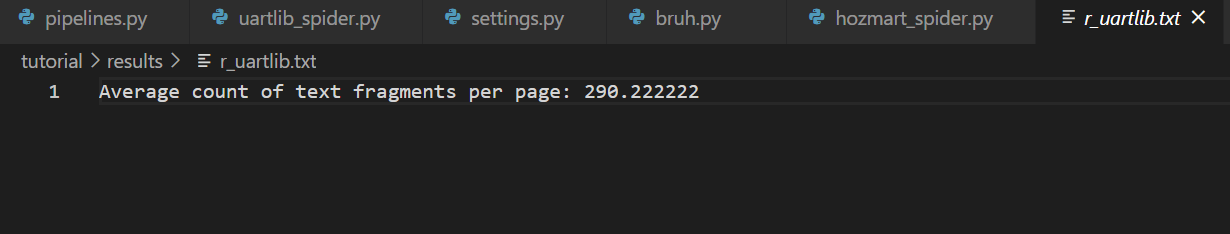 pipelines.py uartlib_spider.py settings.py bruh.py hozmart_spider.py r_uartlib.txt
tutorial > results > r_uartlib.txt
1 Average count of text fragments per page: 290.222222